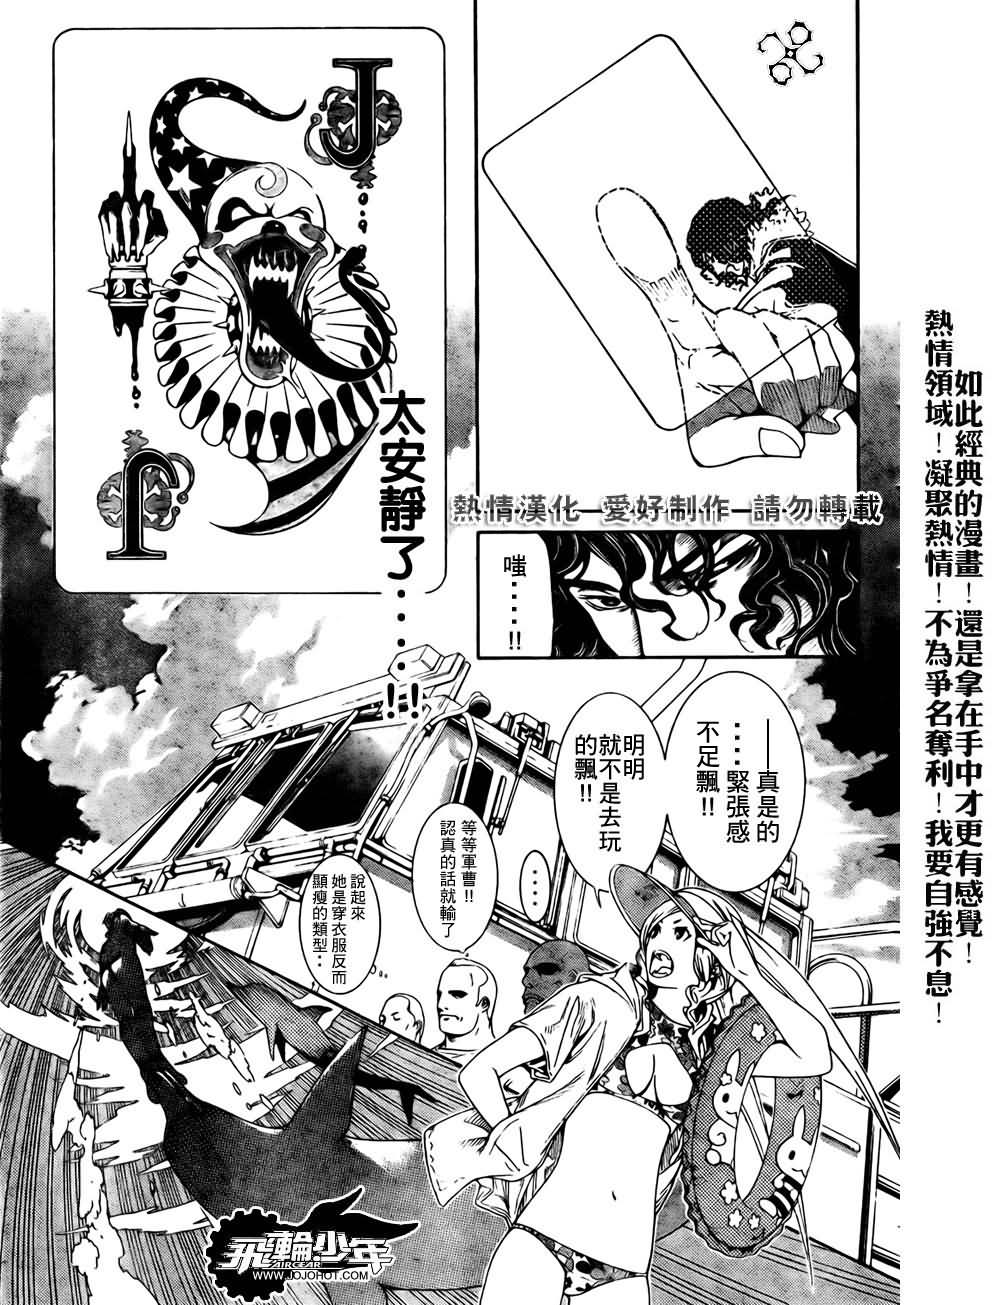 J
J
太安靜了・・・・・!!
熱情漢化—愛好制作—請勿轉載
嗤・・・・・!!
——真是的
・・・・緊張感
不足飄!!
明明
就不是去玩
的飄!!
・・・・
等等軍曹!!
認真的話就輸了
說起來
她是穿衣服反而
顯瘦的類型・・
如此經典的漫畫!還是拿在手中才更有感覺!
熱情領域!凝聚熱情!不為爭名奪利!我要自強不息!
飛輪少年
AIRGEAR
WWW.JOJOHOT.COM